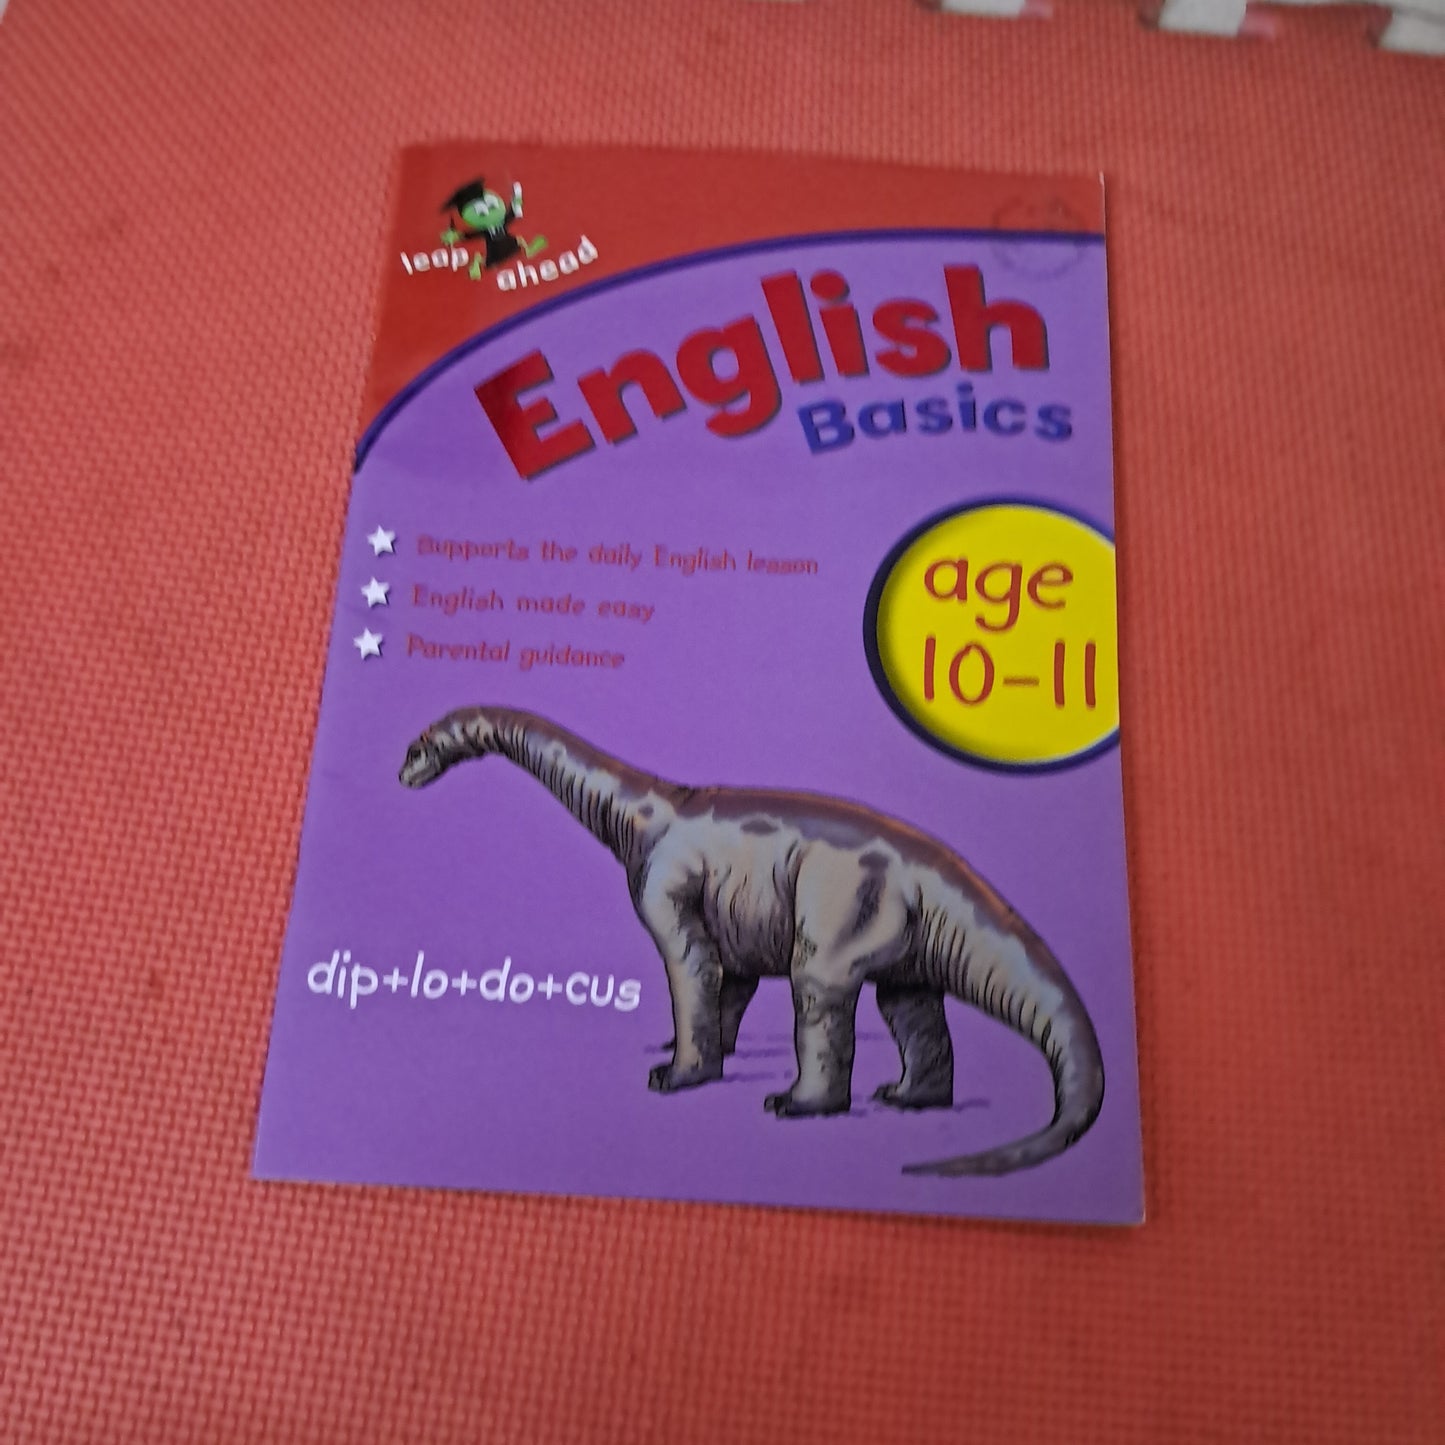 leap ahead
English
Basics
Supports the daily English lesson
English made easy
Parental guidance
age
10-11
dip+lo+do+cus